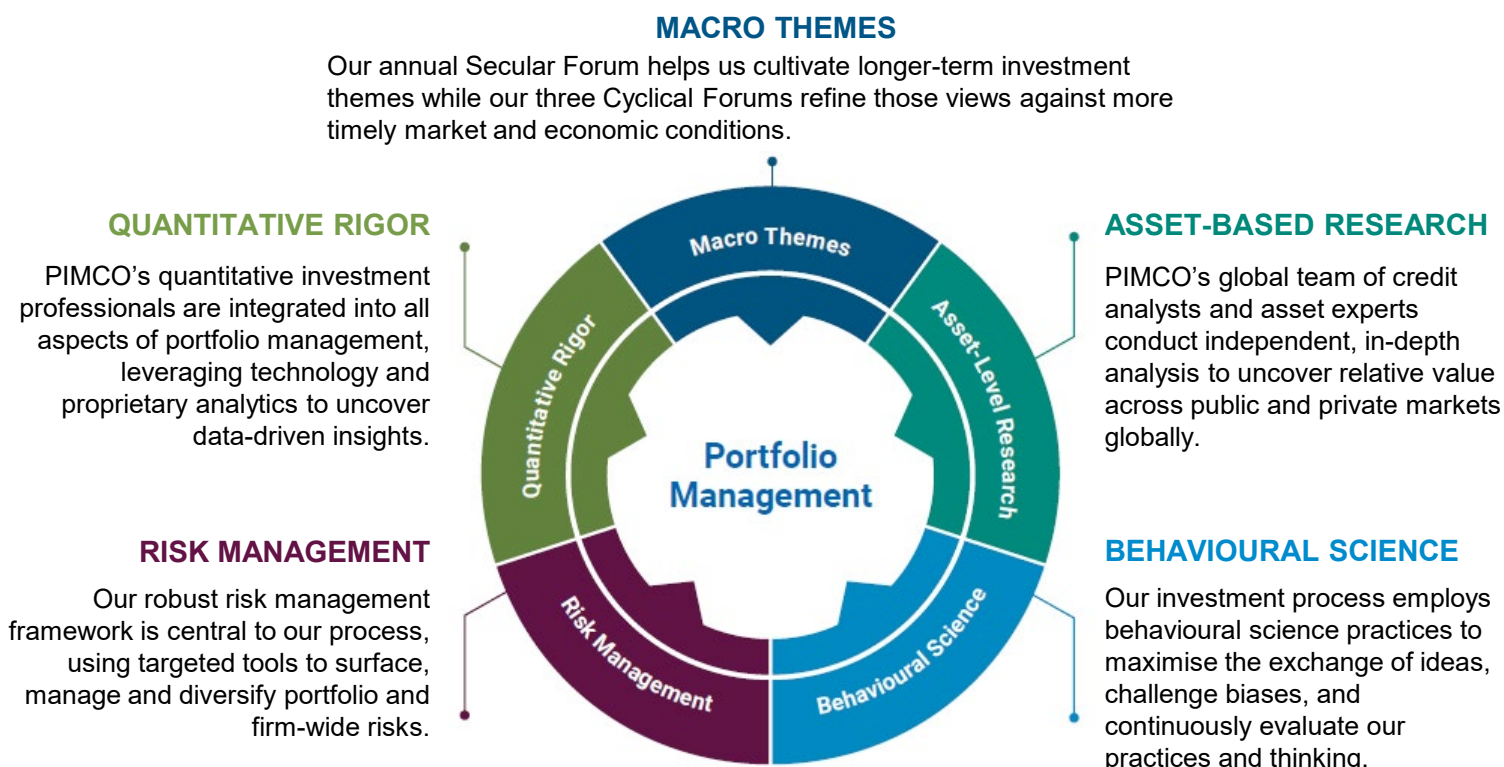 MACRO THEMES
Our annual Secular Forum helps us cultivate longer-term investment
themes while our three Cyclical Forums refine those views against more
timely market and economic conditions.
QUANTITATIVE RIGOR
PIMCO's quantitative investment
professionals are integrated into all
aspects of portfolio management,
leveraging technology and
proprietary analytics to uncover
data-driven insights.
Macro Themes
Quantitative Rigor
Asset-Level Research
Portfolio
Management
Risk Management
Behavioural Science
ASSET-BASED RESEARCH
PIMCO's global team of credit
analysts and asset experts
conduct independent, in-depth
analysis to uncover relative value
across public and private markets
globally.
RISK MANAGEMENT
Our robust risk management
framework is central to our process,
using targeted tools to surface,
manage and diversify portfolio and
firm-wide risks.
BEHAVIOURAL SCIENCE
Our investment process employs
behavioural science practices to
maximise the exchange of ideas,
challenge biases, and
continuously evaluate our
practices and thinking.